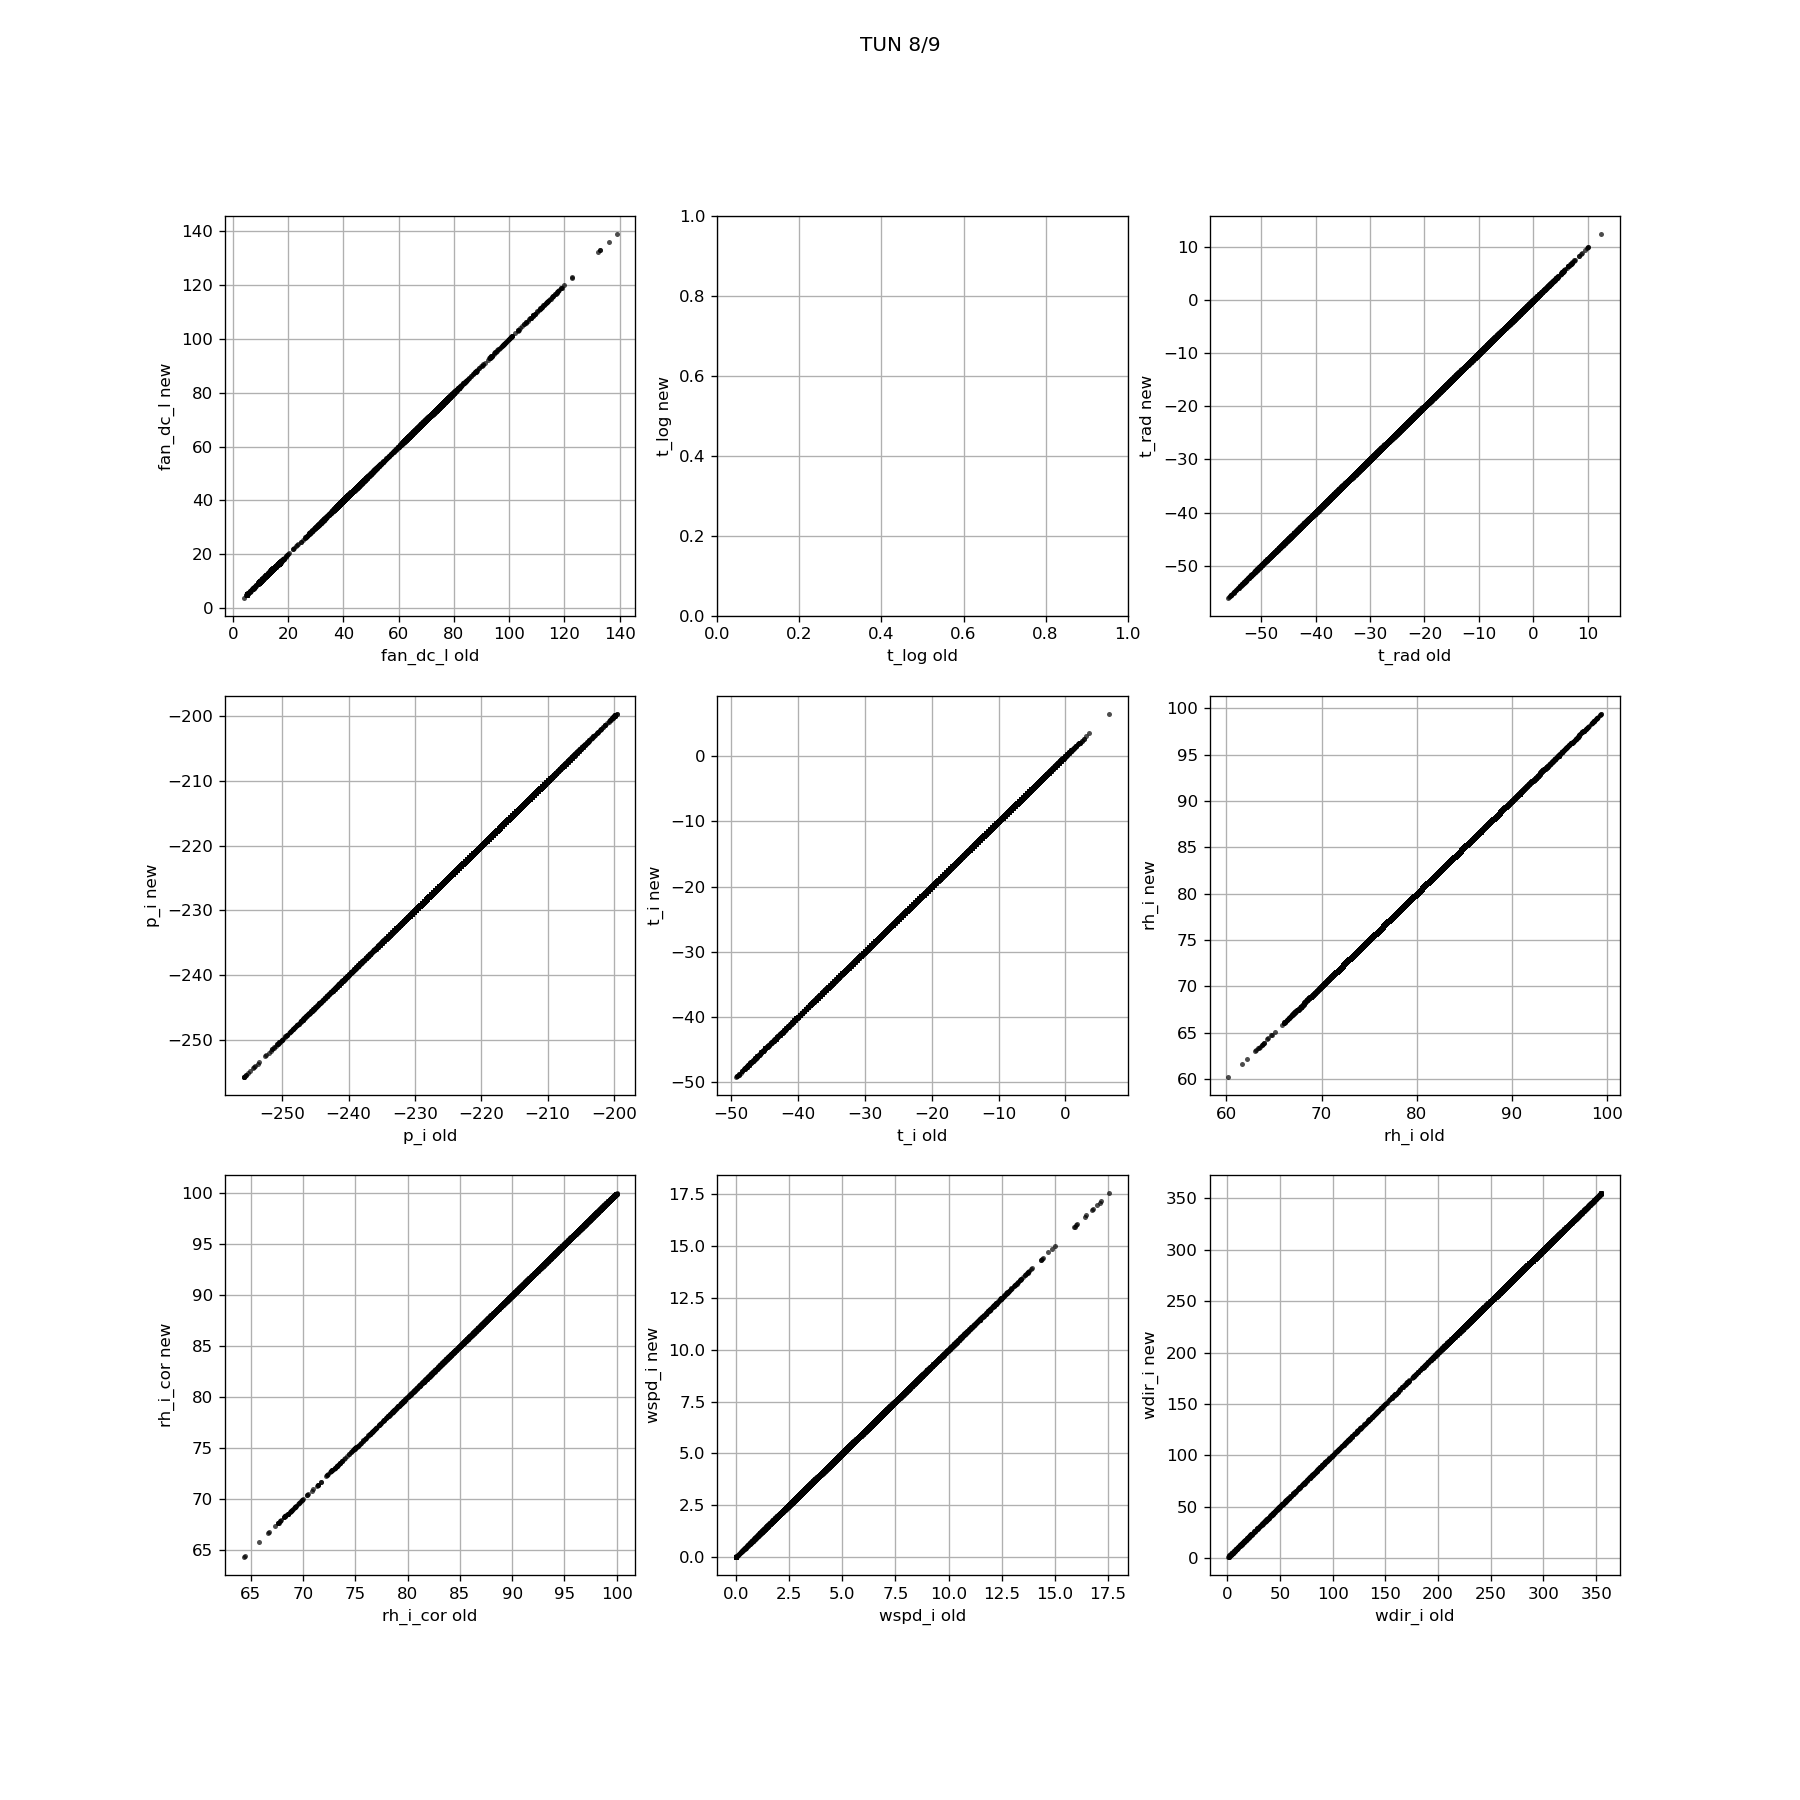 TUN 8/9
140
120
100
80
60
40
20
0
fan_dc_l new
0 20 40 60 80 100 120 140
fan_dc_l old
1.0
0.8
0.6
0.4
0.2
0.0
t_log new
0.0 0.2 0.4 0.6 0.8 1.0
t_log old
10
0
−10
−20
−30
−40
−50
t_rad new
−50 −40 −30 −20 −10 0 10
t_rad old
−200
−210
−220
−230
−240
−250
p_i new
−250 −240 −230 −220 −210 −200
p_i old
0
−10
−20
−30
−40
−50
t_i new
−50 −40 −30 −20 −10 0
t_i old
100
95
90
85
80
75
70
65
60
rh_i new
60 70 80 90 100
rh_i old
100
95
90
85
80
75
70
65
rh_i_cor new
65 70 75 80 85 90 95 100
rh_i_cor old
17.5
15.0
12.5
10.0
7.5
5.0
2.5
0.0
wspd_i new
0.0 2.5 5.0 7.5 10.0 12.5 15.0 17.5
wspd_i old
350
300
250
200
150
100
50
0
wdir_i new
0 50 100 150 200 250 300 350
wdir_i old